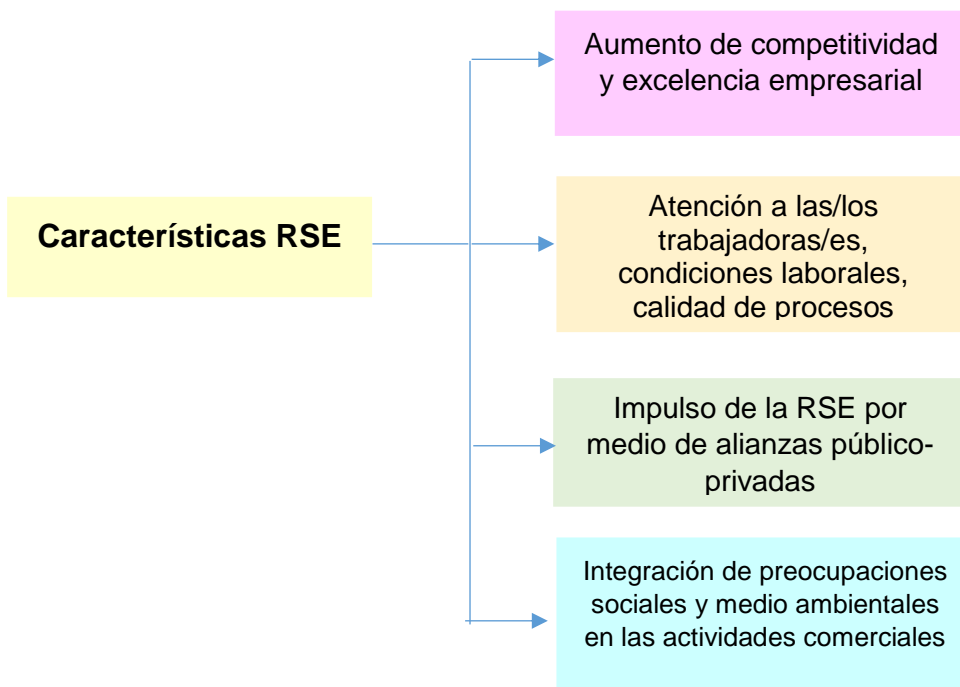 Características RSE
Aumento de competitividad
y excelencia empresarial
Atención a las/los
trabajadoras/es,
condiciones laborales,
calidad de procesos
Impulso de la RSE por
medio de alianzas público-
privadas
Integración de preocupaciones
sociales y medio ambientales
en las actividades comerciales